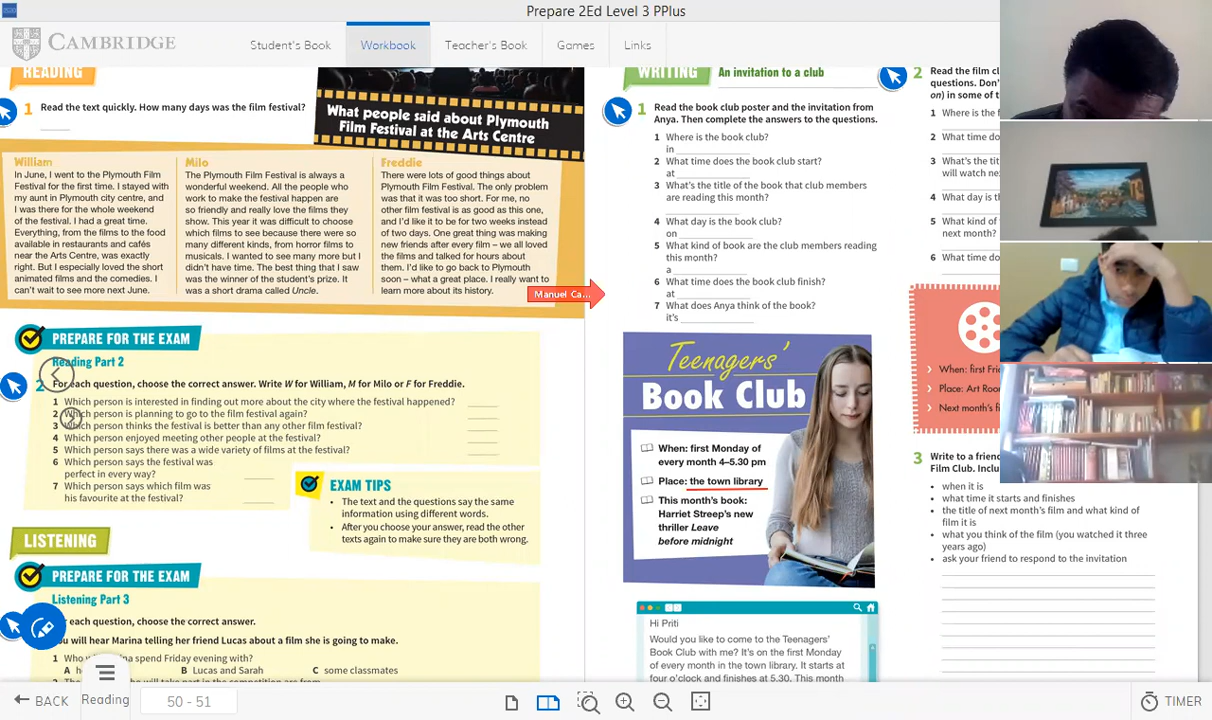 Prepare 2Ed Level 3 PPlus
CAMBRIDGE
Student's Book
Workbook
Teacher's Book
Games
Links
READING
1 Read the text quickly. How many days was the film festival?
What people said about Plymouth
Film Festival at the Arts Centre
William
In June, I went to the Plymouth Film
Festival for the first time. I stayed with
my aunt in Plymouth city centre, and
I was there for the whole weekend
of the festival. I had a great time.
Everything, from the films to the food
available in restaurants and cafés
near the Arts Centre, was exactly
right. But I especially loved the short
animated films and the comedies. I
can't wait to see more next June.
Milo
The Plymouth Film Festival is always a
wonderful weekend. All the people who
work to make the festival happen are
so friendly and really love the films they
show. This year it was difficult to choose
which films to see because there were so
many different kinds, from horror films to
musicals. I wanted to see many more but I
didn't have time. The best thing that I saw
was the winner of the student's prize. It
was a short drama called Uncle.
Freddie
There were lots of good things about
Plymouth Film Festival. The only problem
was that it was too short. For me, no
other film festival is as good as this one,
and I'd like it to be for two weeks instead
of two days. One great thing was making
new friends after every film – we all loved
the films and talked for hours about
them. I'd like to go back to Plymouth
soon – what a great place. I really want to
learn more about its history.
Manuel Ca...
PREPARE FOR THE EXAM
Reading Part 2
2 For each question, choose the correct answer. Write W for William, M for Milo or F for Freddie.
1 Which person is interested in finding out more about the city where the festival happened?
2 Which person is planning to go to the film festival again?
3 Which person thinks the festival is better than any other film festival?
4 Which person enjoyed meeting other people at the festival?
5 Which person says there was a wide variety of films at the festival?
6 Which person says the festival was
perfect in every way?
7 Which person says which film was
his favourite at the festival?
EXAM TIPS
• The text and the questions say the same
information using different words.
• After you choose your answer, read the other
texts again to make sure they are both wrong.
LISTENING
PREPARE FOR THE EXAM
Listening Part 3
each question, choose the correct answer.
will hear Marina telling her friend Lucas about a film she is going to make.
1 Who spend Friday evening with?
A B Lucas and Sarah C some classmates
WRITING An invitation to a club
1 Read the book club poster and the invitation from
Anya. Then complete the answers to the questions.
1 Where is the book club?
in
2 What time does the book club start?
at
3 What's the title of the book that club members
are reading this month?
4 What day is the book club?
on
5 What kind of book are the club members reading
this month?
a
6 What time does the book club finish?
at
7 What does Anya think of the book?
it's
Teenagers'
Book Club
When: first Monday of
every month 4–5.30 pm
Place: the town library
This month's book:
Harriet Streep's new
thriller Leave
before midnight
Hi Priti
Would you like to come to the Teenagers'
Book Club with me? It's on the first Monday
of every month in the town library. It starts at
four o'clock and finishes at 5.30. This month
2 Read the film cl
questions. Don'
on) in some of t
1 Where is the f
2 What time do
3 What's the tit
will watch nex
4 What day is th
5 What kind of
next month?
6 What time do
When: first Fri
Place: Art Roo
Next month's fi
3 Write to a frien
Film Club. Inclu
• when it is
• what time it starts and finishes
• the title of next month's film and what kind of
film it is
• what you think of the film (you watched it three
years ago)
• ask your friend to respond to the invitation
BACK
Reading
50 - 51
TIMER